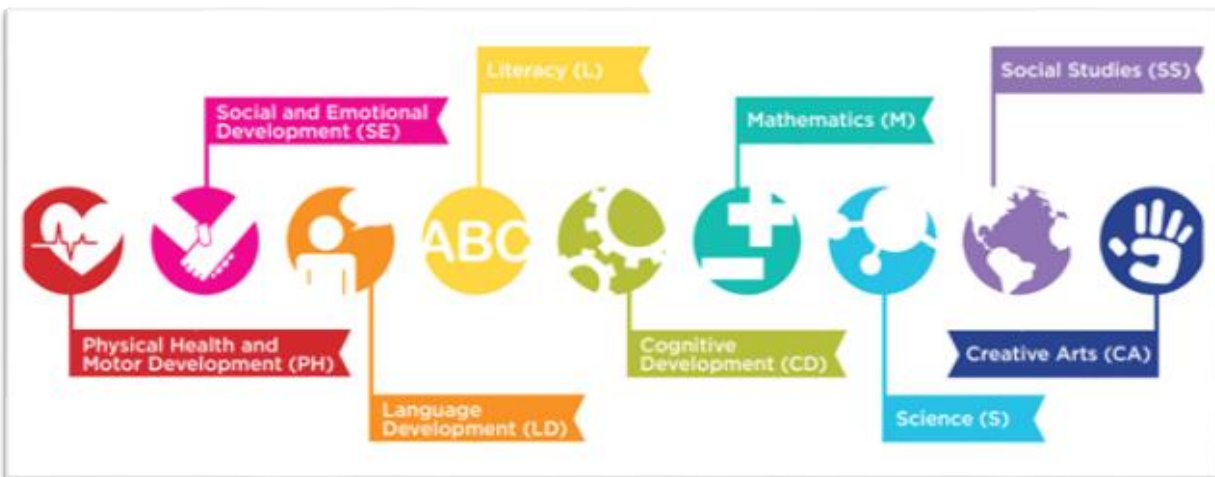 Literacy (L)
Social Studies (SS)
Social and Emotional
Development (SE)
Mathematics (M)
ABC
Physical Health and
Motor Development (PH)
Cognitive
Development (CD)
Creative Arts (CA)
Language
Development (LD)
Science (S)